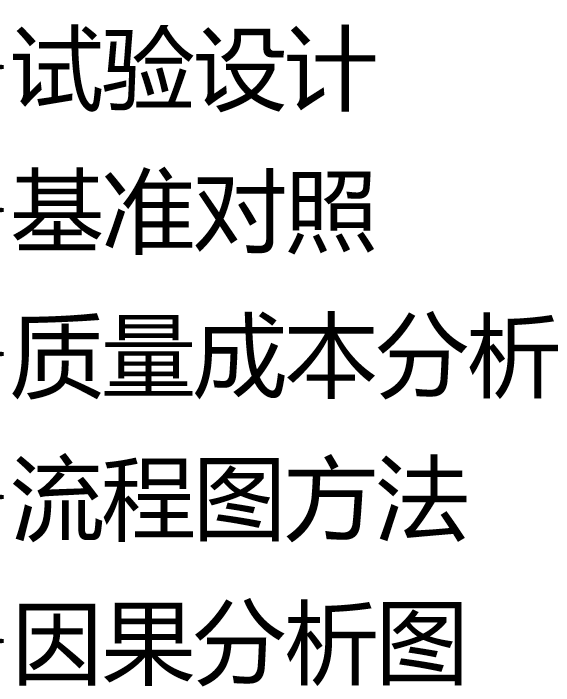 试验设计
基准对照
质量成本分析
流程图方法
因果分析图